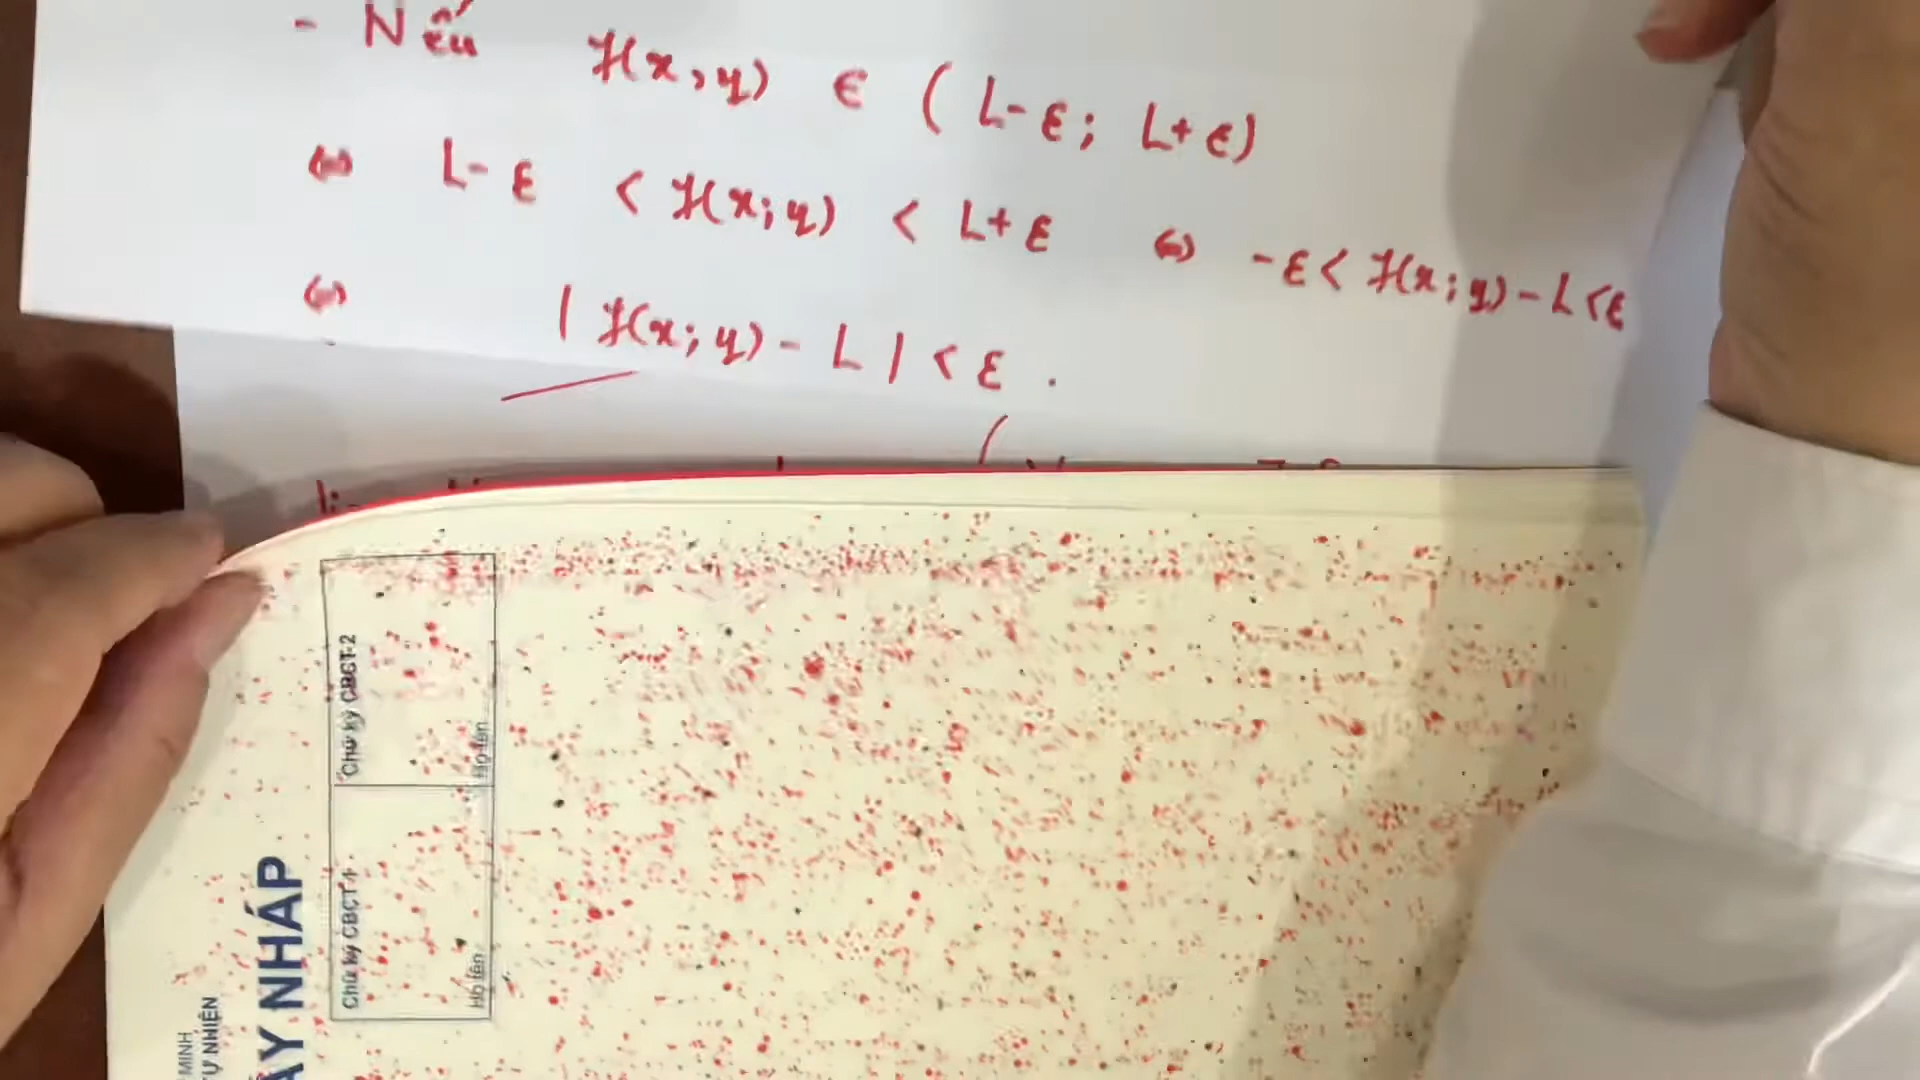 - Nếu f(x,y) ∈ (L-ε; L+ε)
⇔ L-ε < f(x;y) < L+ε ⇔ -ε < f(x;y) - L < ε
⇔ |f(x;y) - L| < ε .
Chữ ký CBCT 2
Họ tên
Chữ ký CBCT 1
Họ tên
ẤY NHÁP
MINH
TỰ NHIÊN